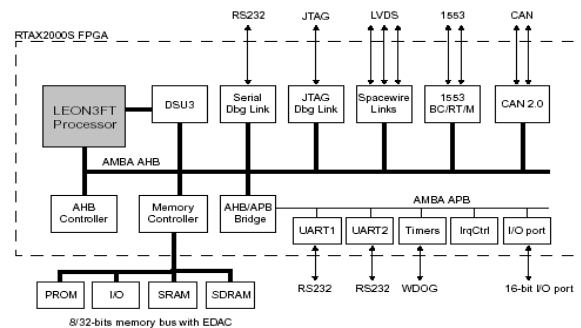 RS232 JTAG LVDS 1553 CAN
RTAX2000S FPGA
LEON3FT
Processor
DSU3
Serial
Dbg Link
JTAG
Dbg Link
Spacewire
Links
1553
BC/RT/M
CAN 2.0
AMBA AHB
AHB
Controller
Memory
Controller
AHB/APB
Bridge
AMBA APB
UART1
UART2
Timers
IrqCtrl
I/O port
RS232 RS232 WDOG 16-bit I/O port
PROM
I/O
SRAM
SDRAM
8/32-bits memory bus with EDAC